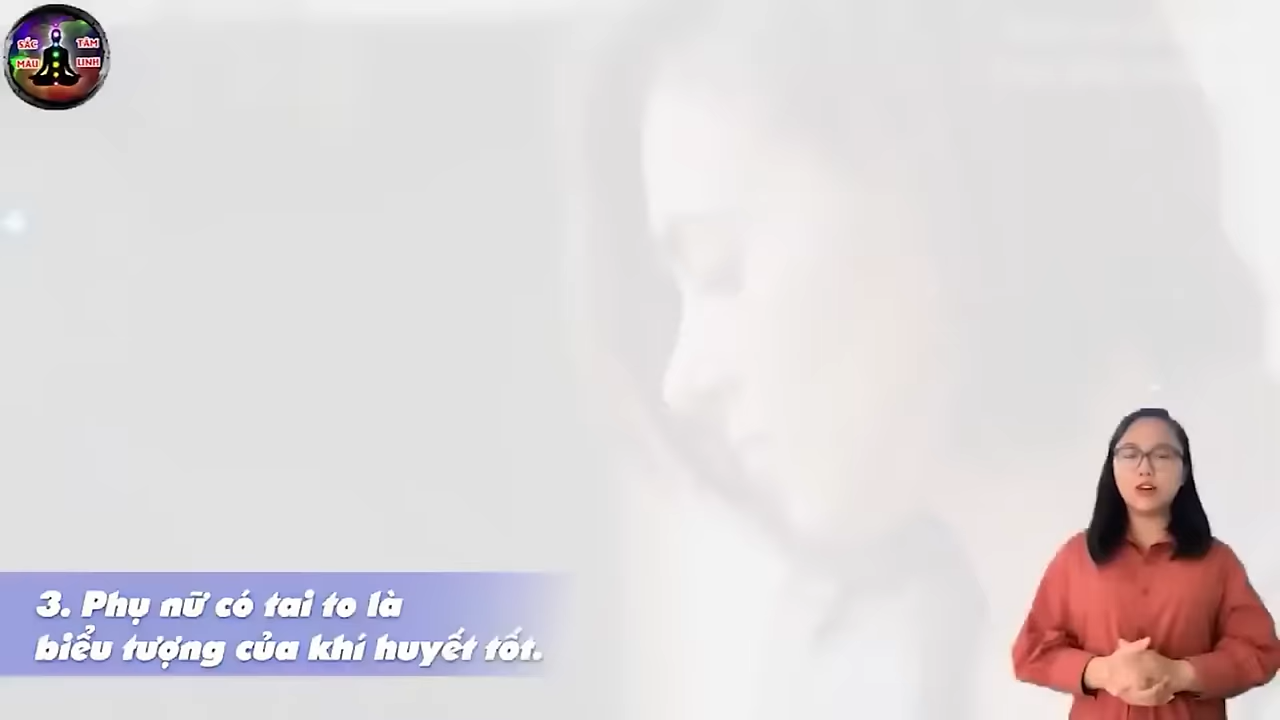 SẮC TÂM
MÀU LINH
3. Phụ nữ có tai to là
biểu tượng của khí huyết tốt.